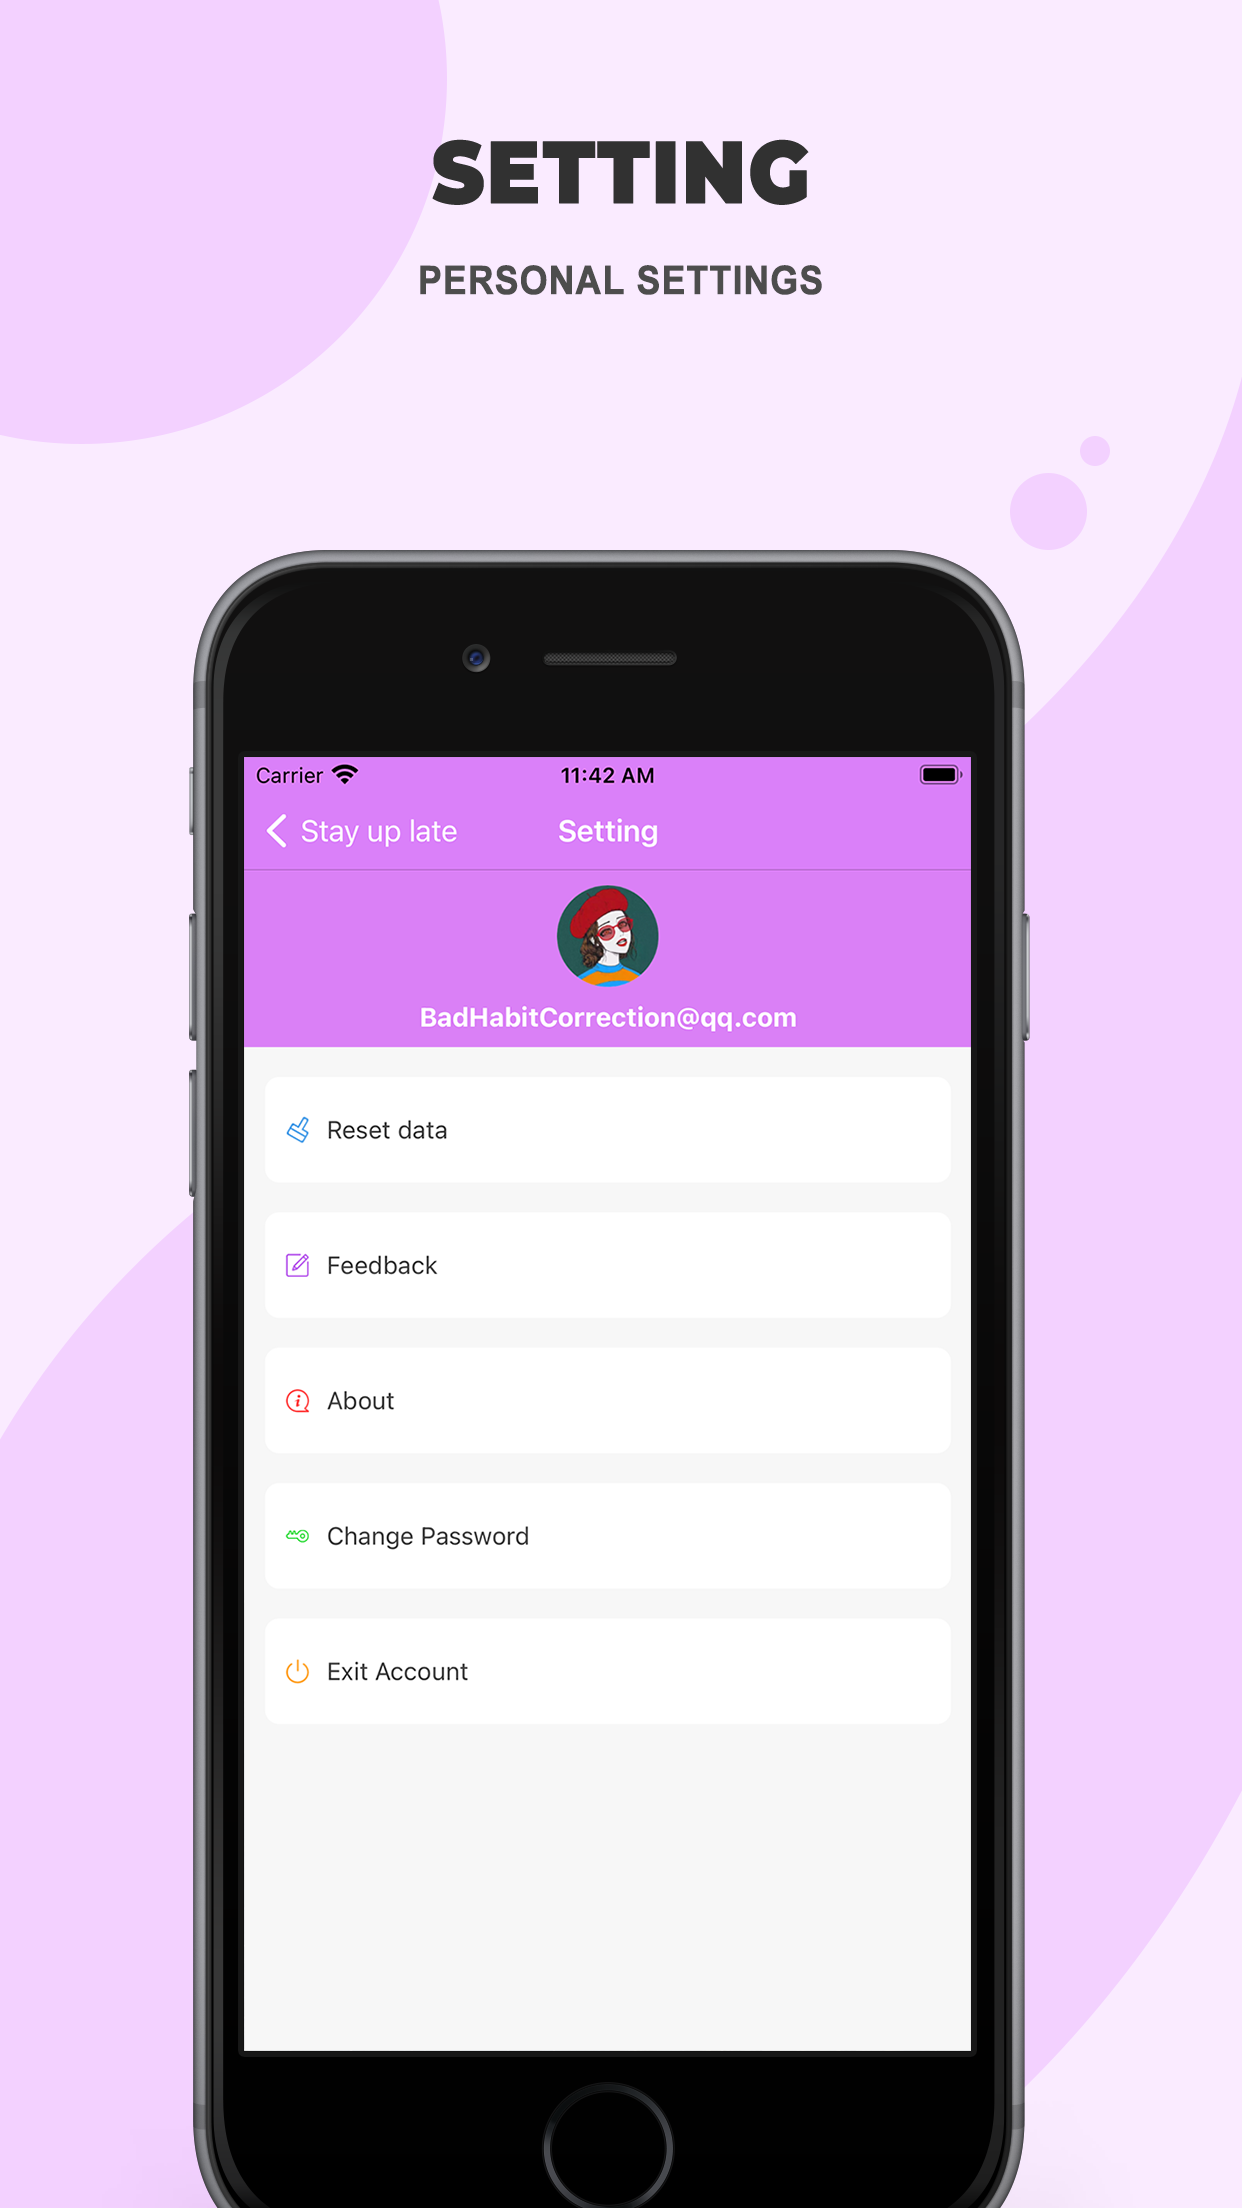 SETTING
PERSONAL SETTINGS
Carrier 11:42 AM
Stay up late Setting
BadHabitCorrection@qq.com
Reset data
Feedback
About
Change Password
Exit Account